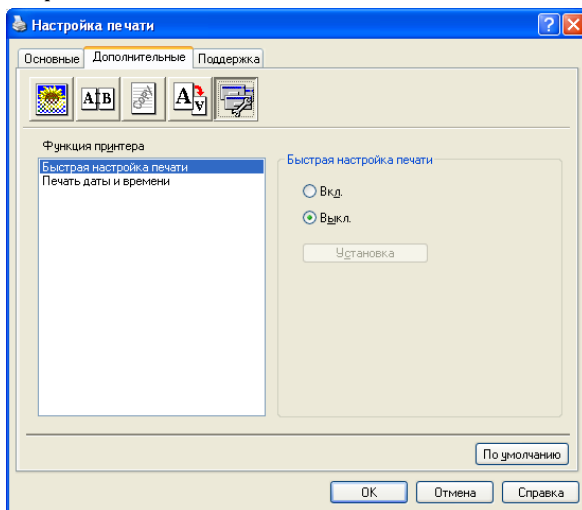 Настройка печати
Основные Дополнительные Поддержка
A B
A V
Функция принтера
Быстрая настройка печати
Печать даты и времени
Быстрая настройка печати
Вкл.
Выкл.
Установка
По умолчанию
OK Отмена Справка